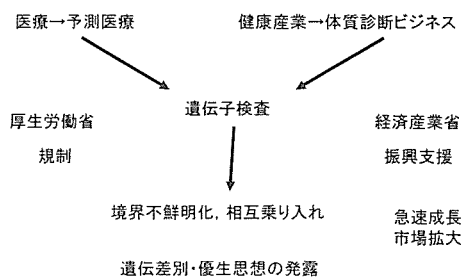 医療→予測医療
健康産業→体質診断ビジネス
遺伝子検査
厚生労働省
規制
経済産業省
振興支援
境界不鮮明化, 相互乗り入れ
急速成長
市場拡大
遺伝差別・優生思想の発露